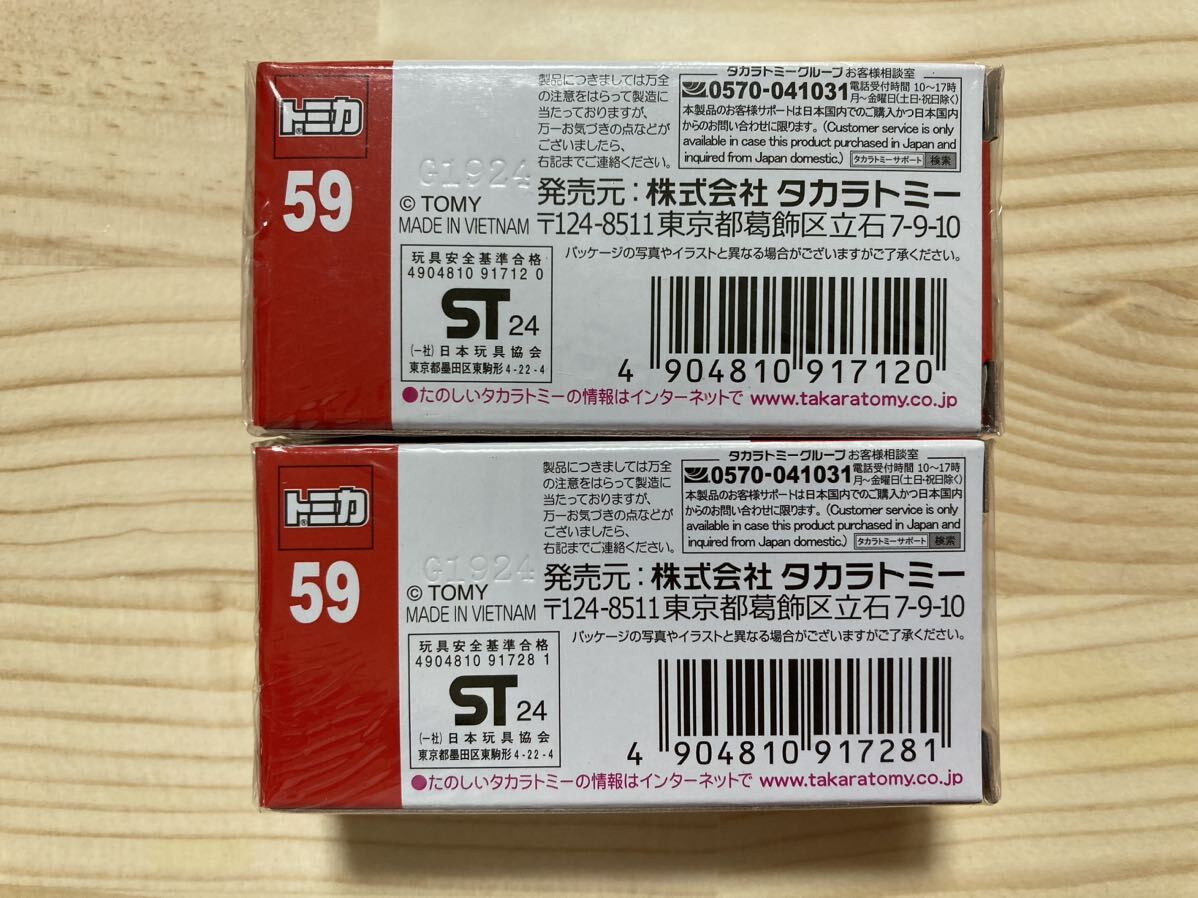 トミカ
®
59
製品につきましては万全
の注意をはらって製造に
当たっておりますが、
万一お気づきの点などが
ございましたら、
右記までご連絡ください。
タカラトミーグループ お客様相談室
0570-041031 電話受付時間 10〜17時
月〜金曜日(土日・祝日除く)
本製品のお客様サポートは日本国内でのご購入かつ日本国内
からのお問い合わせに限ります。(Customer service is only
available in case this product purchased in Japan and
inquired from Japan domestic.) タカラトミーサポート 検索
G1924
© TOMY
MADE IN VIETNAM
発売元：株式会社 タカラトミー
〒124-8511 東京都葛飾区立石 7-9-10
パッケージの写真やイラストと異なる場合がございますがご了承ください。
玩具安全基準合格
4904810 91712 0
ST 24
(一社)日本玩具協会
東京都墨田区東駒形4-22-4
4 904810 917120
●たのしいタカラトミーの情報はインターネットで www.takaratomy.co.jp
トミカ
®
59
製品につきましては万全
の注意をはらって製造に
当たっておりますが、
万一お気づきの点などが
ございましたら、
右記までご連絡ください。
タカラトミーグループ お客様相談室
0570-041031 電話受付時間 10〜17時
月〜金曜日(土日・祝日除く)
本製品のお客様サポートは日本国内でのご購入かつ日本国内
からのお問い合わせに限ります。(Customer service is only
available in case this product purchased in Japan and
inquired from Japan domestic.) タカラトミーサポート 検索
G1924
© TOMY
MADE IN VIETNAM
発売元：株式会社 タカラトミー
〒124-8511 東京都葛飾区立石 7-9-10
パッケージの写真やイラストと異なる場合がございますがご了承ください。
玩具安全基準合格
4904810 91728 1
ST 24
(一社)日本玩具協会
東京都墨田区東駒形4-22-4
4 904810 917281
●たのしいタカラトミーの情報はインターネットで www.takaratomy.co.jp